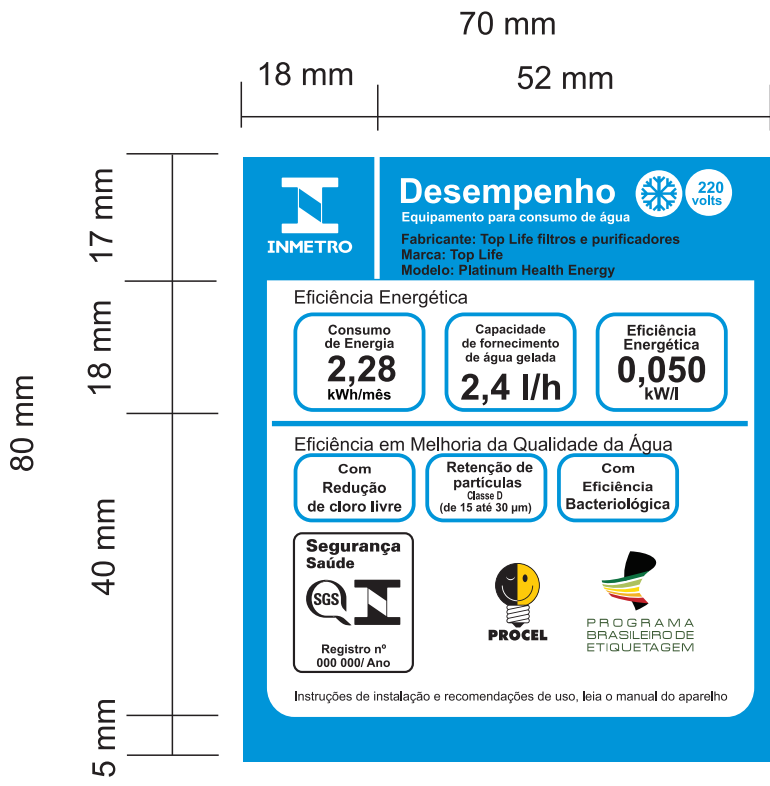 70 mm
18 mm
52 mm
17 mm
18 mm
80 mm
40 mm
5 mm
INMETRO
Desempenho
220
volts
Equipamento para consumo de água
Fabricante: Top Life filtros e purificadores
Marca: Top Life
Modelo: Platinum Health Energy
Eficiência Energética
Consumo
de Energia
2,28
kWh/mês
Capacidade
de fornecimento
de água gelada
2,4 l/h
Eficiência
Energética
0,050
kW/l
Eficiência em Melhoria da Qualidade da Água
Com
Redução
de cloro livre
Retenção de
partículas
Classe D
(de 15 até 30 µm)
Com
Eficiência
Bacteriológica
Segurança
Saúde
SGS
Registro nº
000 000/ Ano
PROCEL
PROGRAMA
BRASILEIRO DE
ETIQUETAGEM
Instruções de instalação e recomendações de uso, leia o manual do aparelho